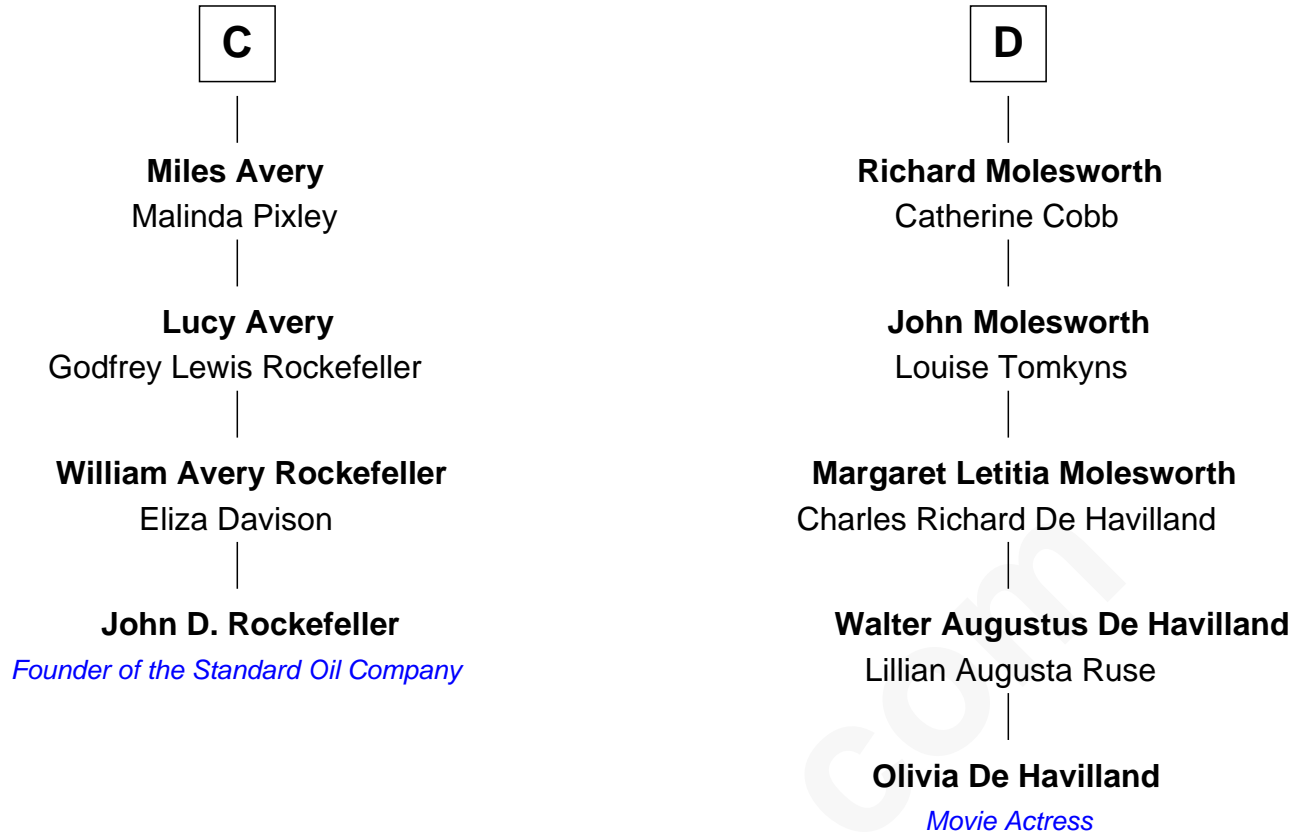 C
Miles Avery
Malinda Pixley
Lucy Avery
Godfrey Lewis Rockefeller
William Avery Rockefeller
Eliza Davison
John D. Rockefeller
Founder of the Standard Oil Company
D
Richard Molesworth
Catherine Cobb
John Molesworth
Louise Tomkyns
Margaret Letitia Molesworth
Charles Richard De Havilland
Walter Augustus De Havilland
Lillian Augusta Ruse
Olivia De Havilland
Movie Actress
com